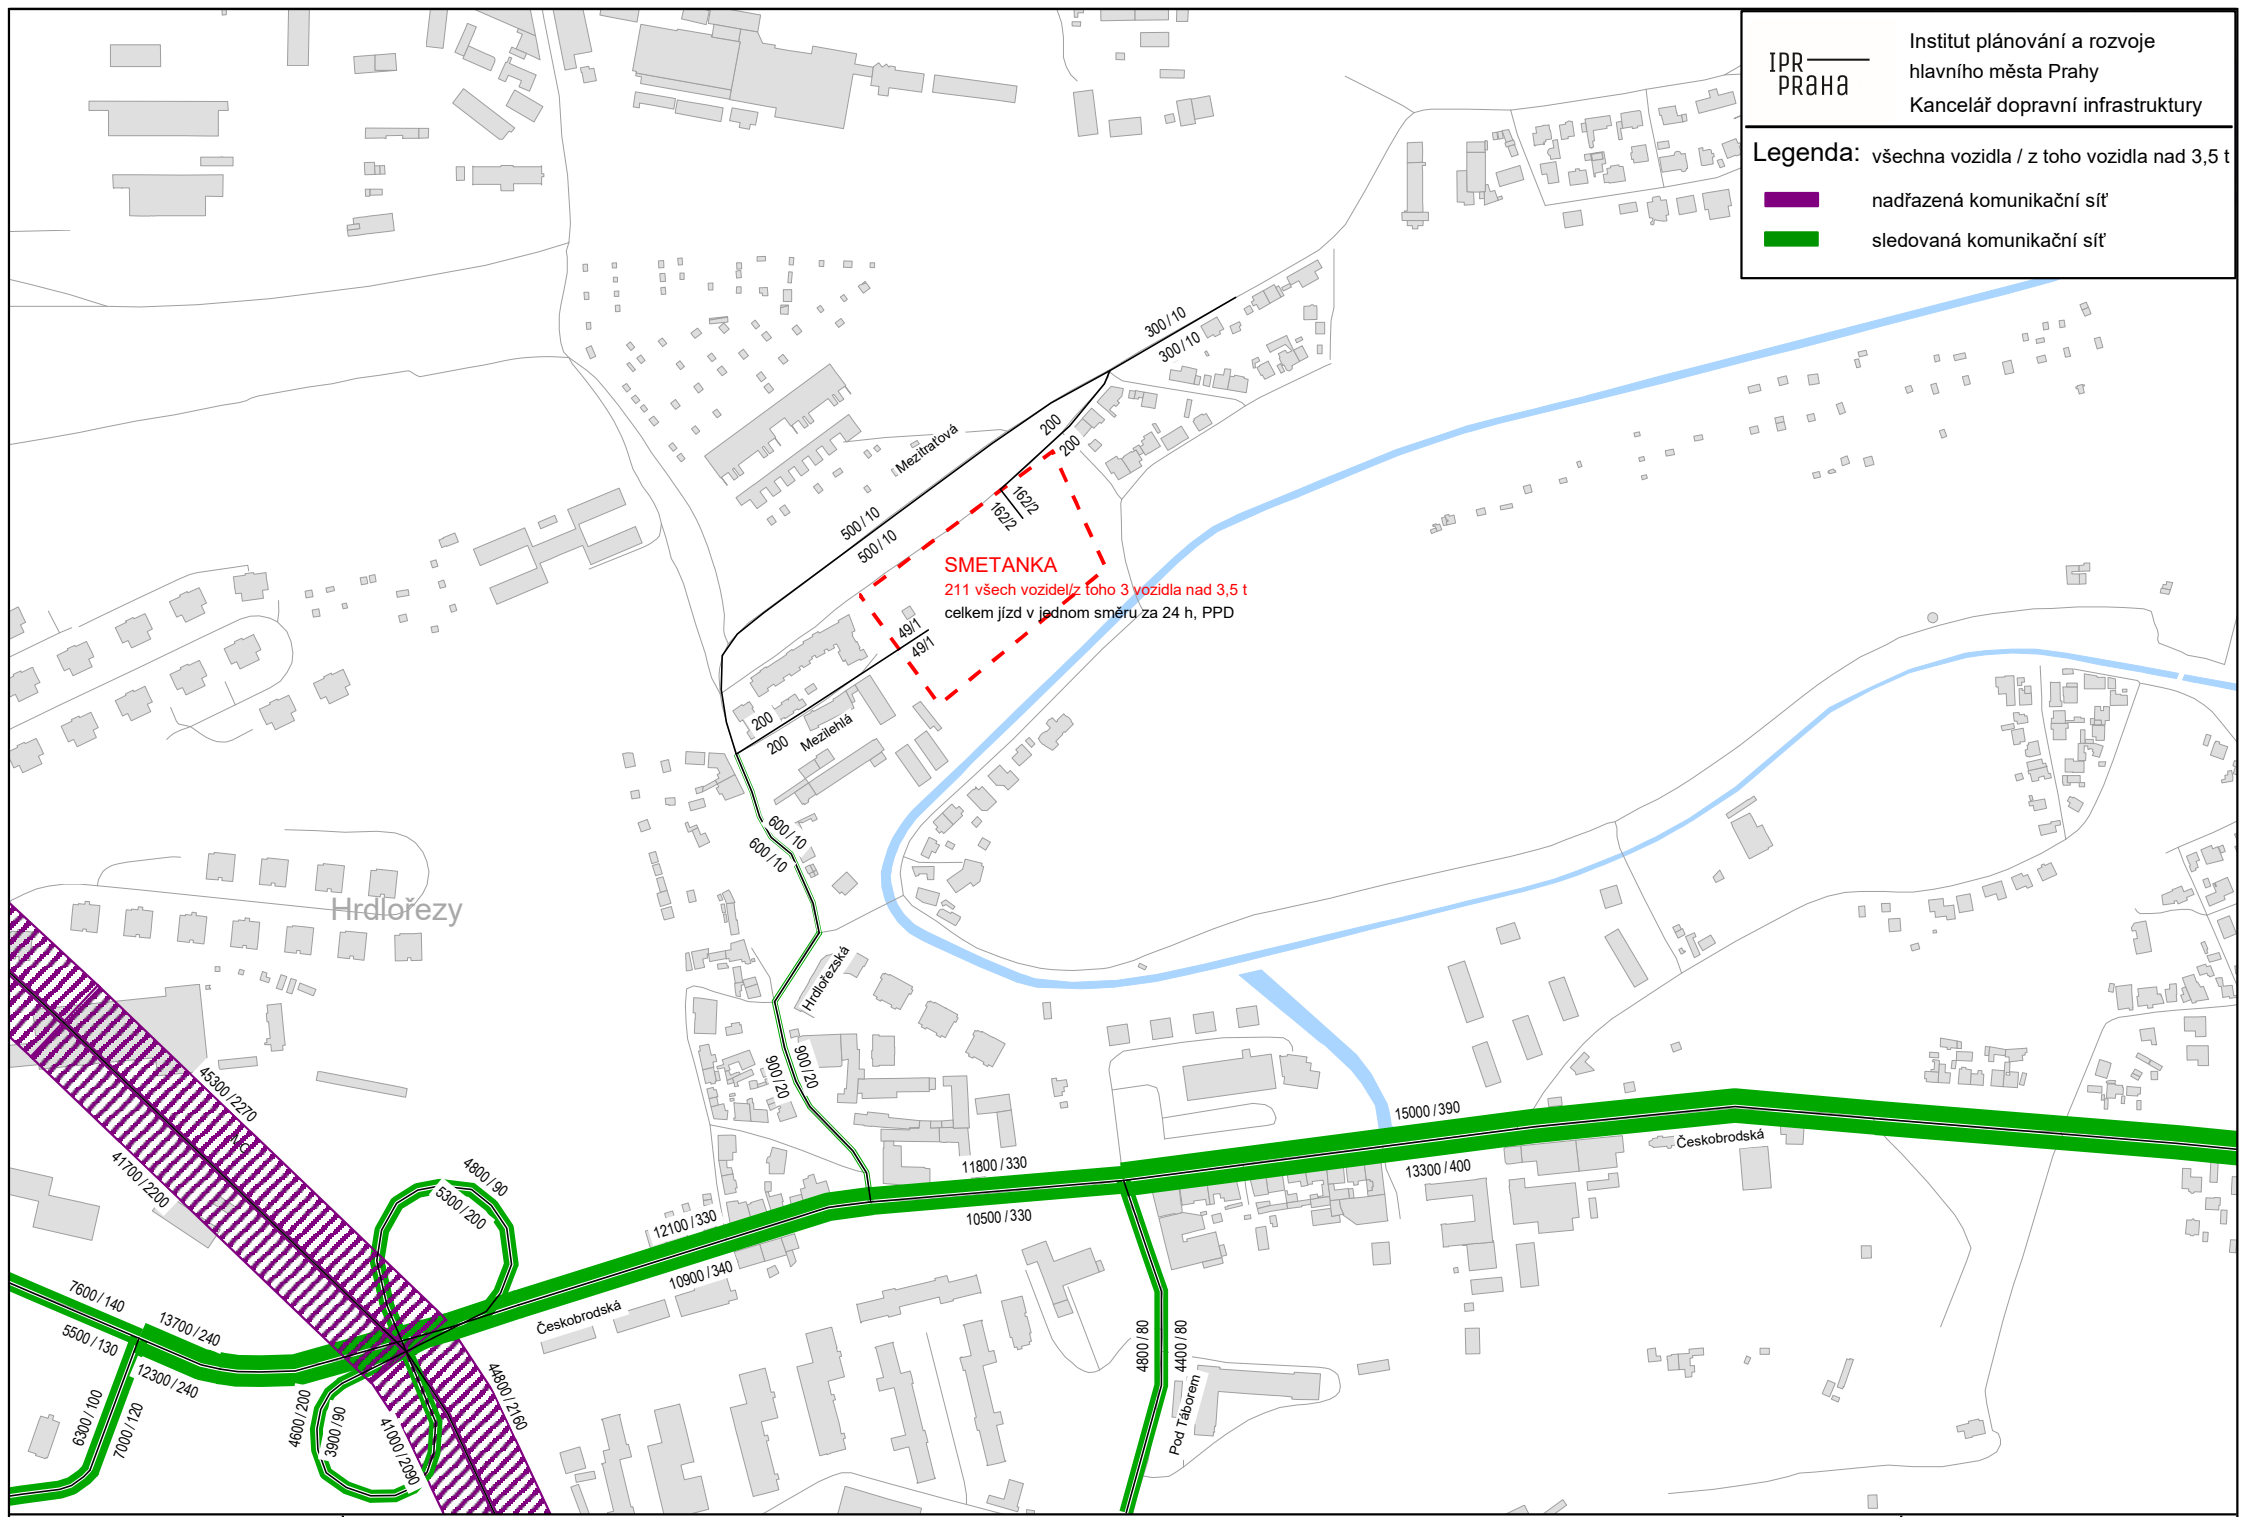 IPR
PRAHA
Institut plánování a rozvoje
hlavního města Prahy
Kancelář dopravní infrastruktury
Legenda: všechna vozidla / z toho vozidla nad 3,5 t
nadřazená komunikační síť
sledovaná komunikační síť
300/10
300/10
200
200
Mezitraťová
162/2
162/2
500/10
500/10
SMETANKA
211 všech vozidel/z toho 3 vozidla nad 3,5 t
celkem jízd v jednom směru za 24 h, PPD
49/1
49/1
200
200
Mezilehlá
600/10
600/10
Hrdlořezy
Hrdlořezská
900/20
900/20
45300/2270
MO
41700/2200
15000/390
Českobrodská
13300/400
11800/330
10500/330
4800/90
5300/200
12100/330
10900/340
Českobrodská
7600/140
5500/130
13700/240
12300/240
6300/100
7000/120
4600/200
3900/90
41000/2090
44800/2160
4800/80
4400/80
Pod Táborem